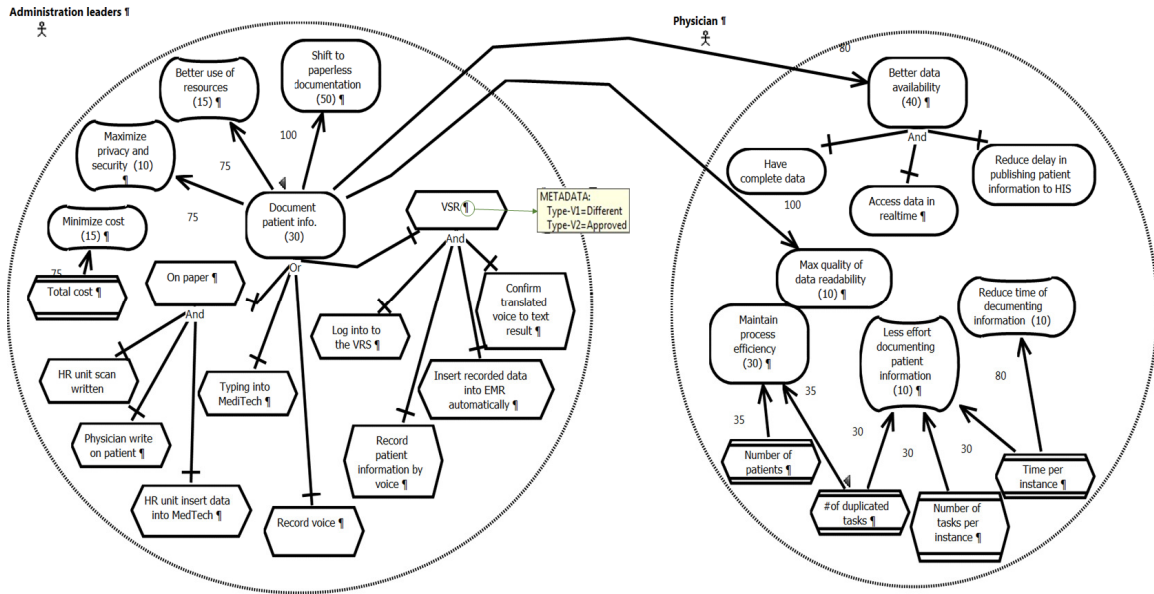 Administration leaders ¶
Physician ¶
Better use of
resources
(15) ¶
Shift to
paperless
documentation
(50) ¶
Maximize
privacy and
security (10)
¶
Minimize cost
(15) ¶
Total cost ¶
75
75
75
100
Document
patient info.
(30)
Or
On paper ¶
And
HR unit scan
written
Physician write
on patient ¶
HR unit insert data
into MedTech ¶
Typing into
MediTech ¶
Record voice ¶
VSR ¶
And
METADATA:
Type-V1=Different
Type-V2=Approved
Log into to
the VRS ¶
Record
patient
information by
voice ¶
Insert recorded data
into EMR
automatically ¶
Confirm
translated
voice to text
result ¶
80
Better data
availability
(40) ¶
And
Have
complete data
Access data in
realtime ¶
Reduce delay in
publishing patient
information to HIS ¶
100
Max quality of
data readability
(10) ¶
Maintain
process
efficiency
(30) ¶
Less effort
documenting
patient
information
(10) ¶
Reduce time of
decumenting
information (10)
35
35
30
30
30
80
Number of
patients ¶
#of duplicated
tasks ¶
Number of
tasks per
instance ¶
Time per
instance ¶